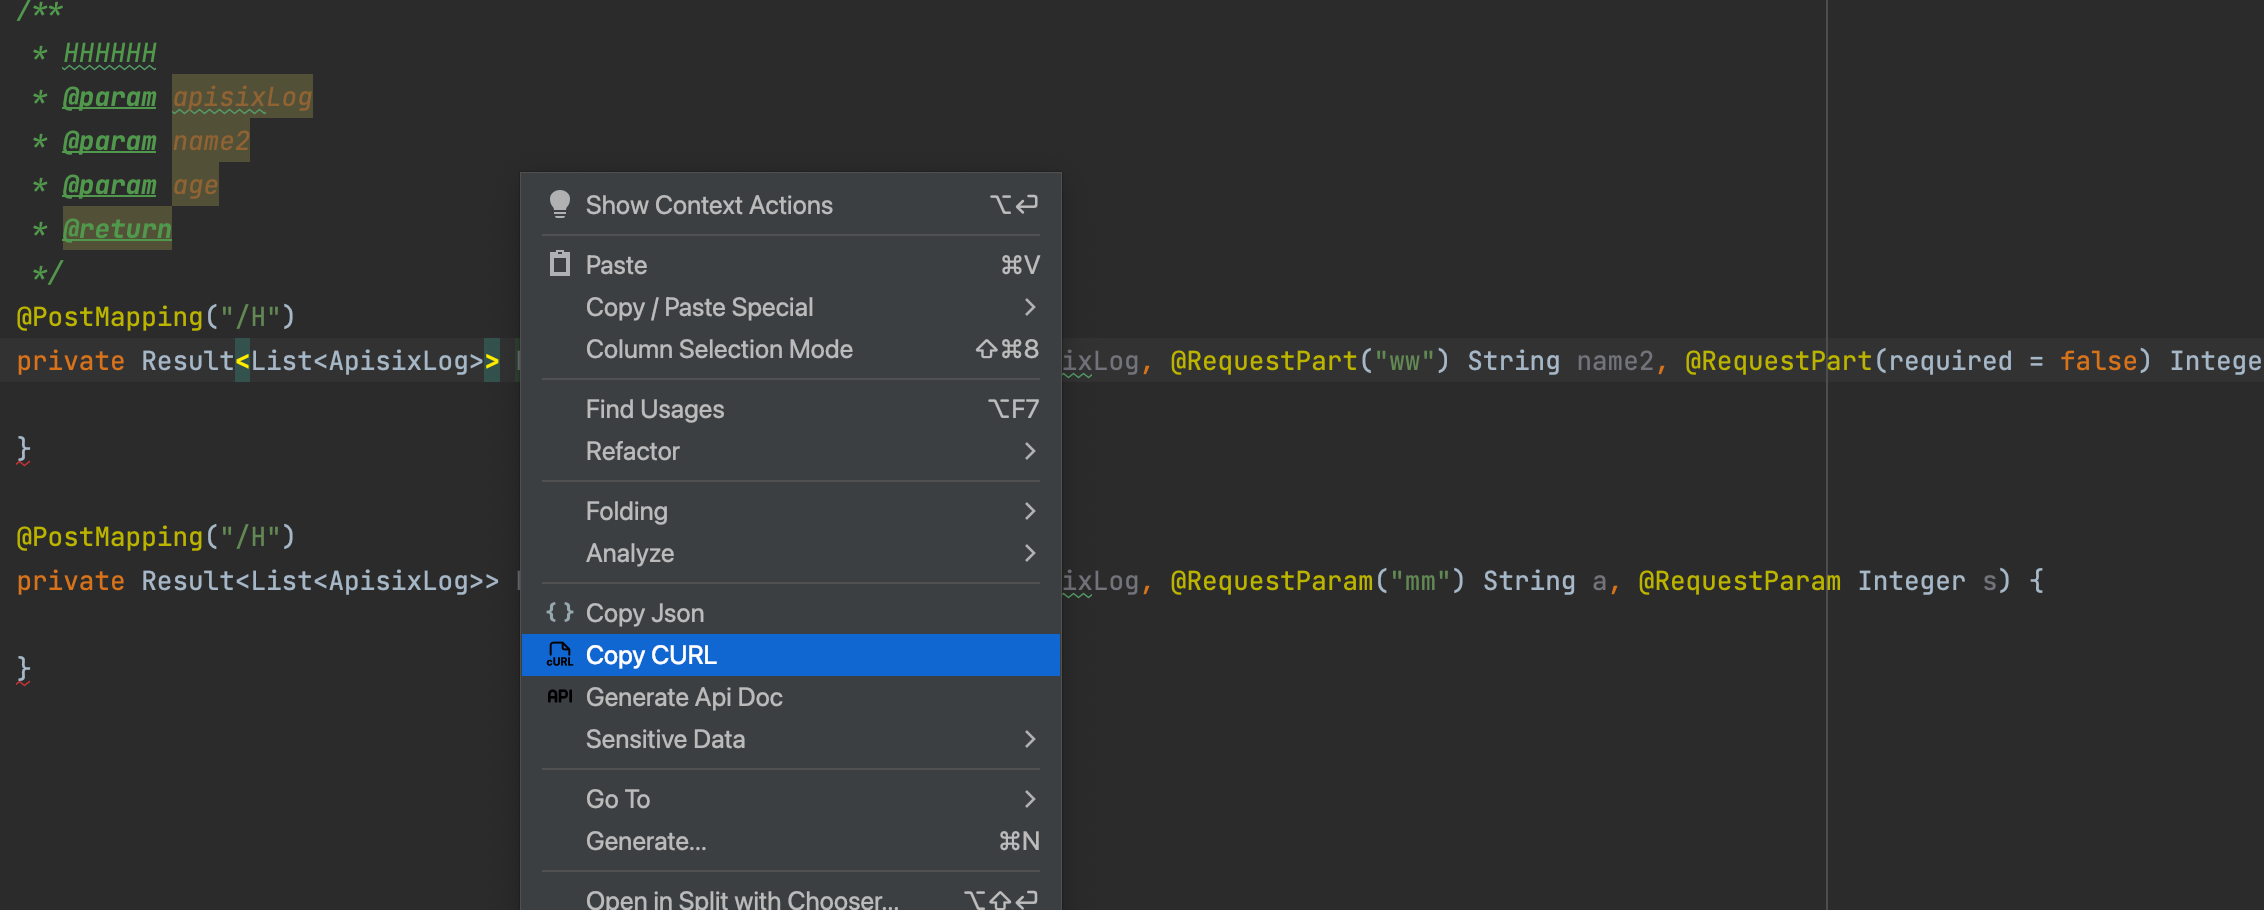 /**
* HHHHHH
* @param apisixLog
* @param name2
* @param age
* @return
*/
@PostMapping("/H")
private Result<List<ApisixLog>> ixLog, @RequestPart("ww") String name2, @RequestPart(required = false) Intege
}
@PostMapping("/H")
private Result<List<ApisixLog>> ixLog, @RequestParam("mm") String a, @RequestParam Integer s) {
}
Show Context Actions ⌥⏎
Paste ⌘V
Copy / Paste Special
Column Selection Mode ⇧⌘8
Find Usages ⌥F7
Refactor
Folding
Analyze
{} Copy Json
cURL Copy CURL
API Generate Api Doc
Sensitive Data
Go To
Generate... ⌘N
Open in Split with Chooser... ⌥⇧⏎